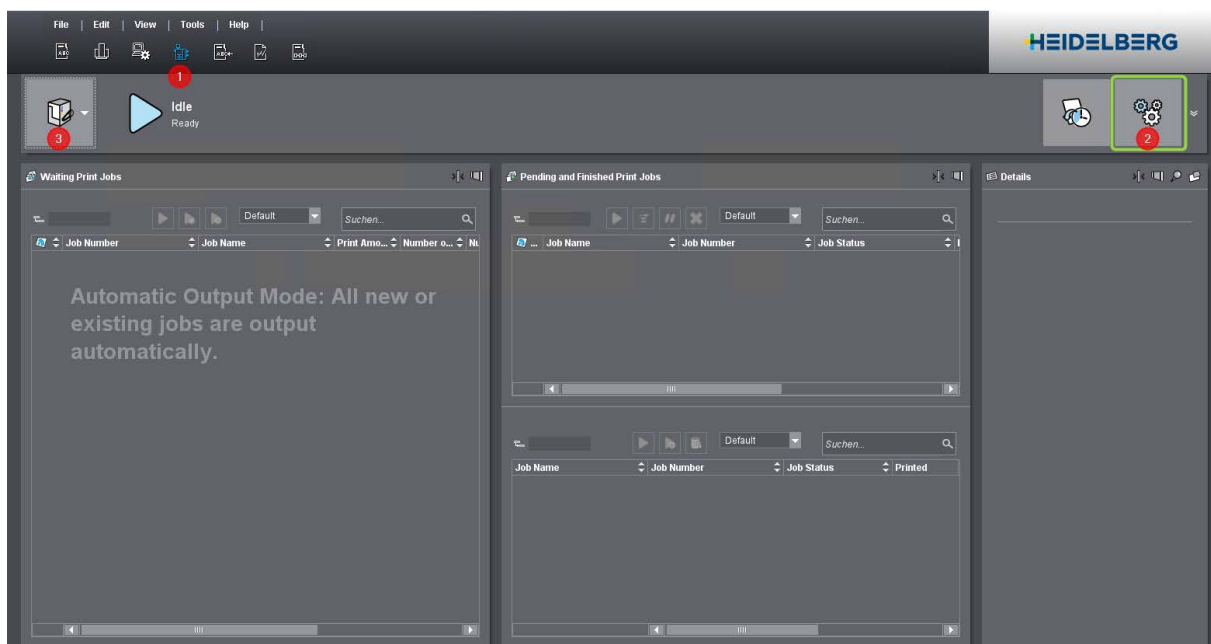 File | Edit | View | Tools | Help |
HEIDELBERG
1
Idle
Ready
3
2
Waiting Print Jobs
Default
Suchen...
Job Number
Job Name
Print Amo...
Number o...
Nu
Automatic Output Mode: All new or
existing jobs are output
automatically.
Pending and Finished Print Jobs
Default
Suchen...
... Job Name
Job Number
Job Status
Default
Suchen...
Job Name
Job Number
Job Status
Printed
Details